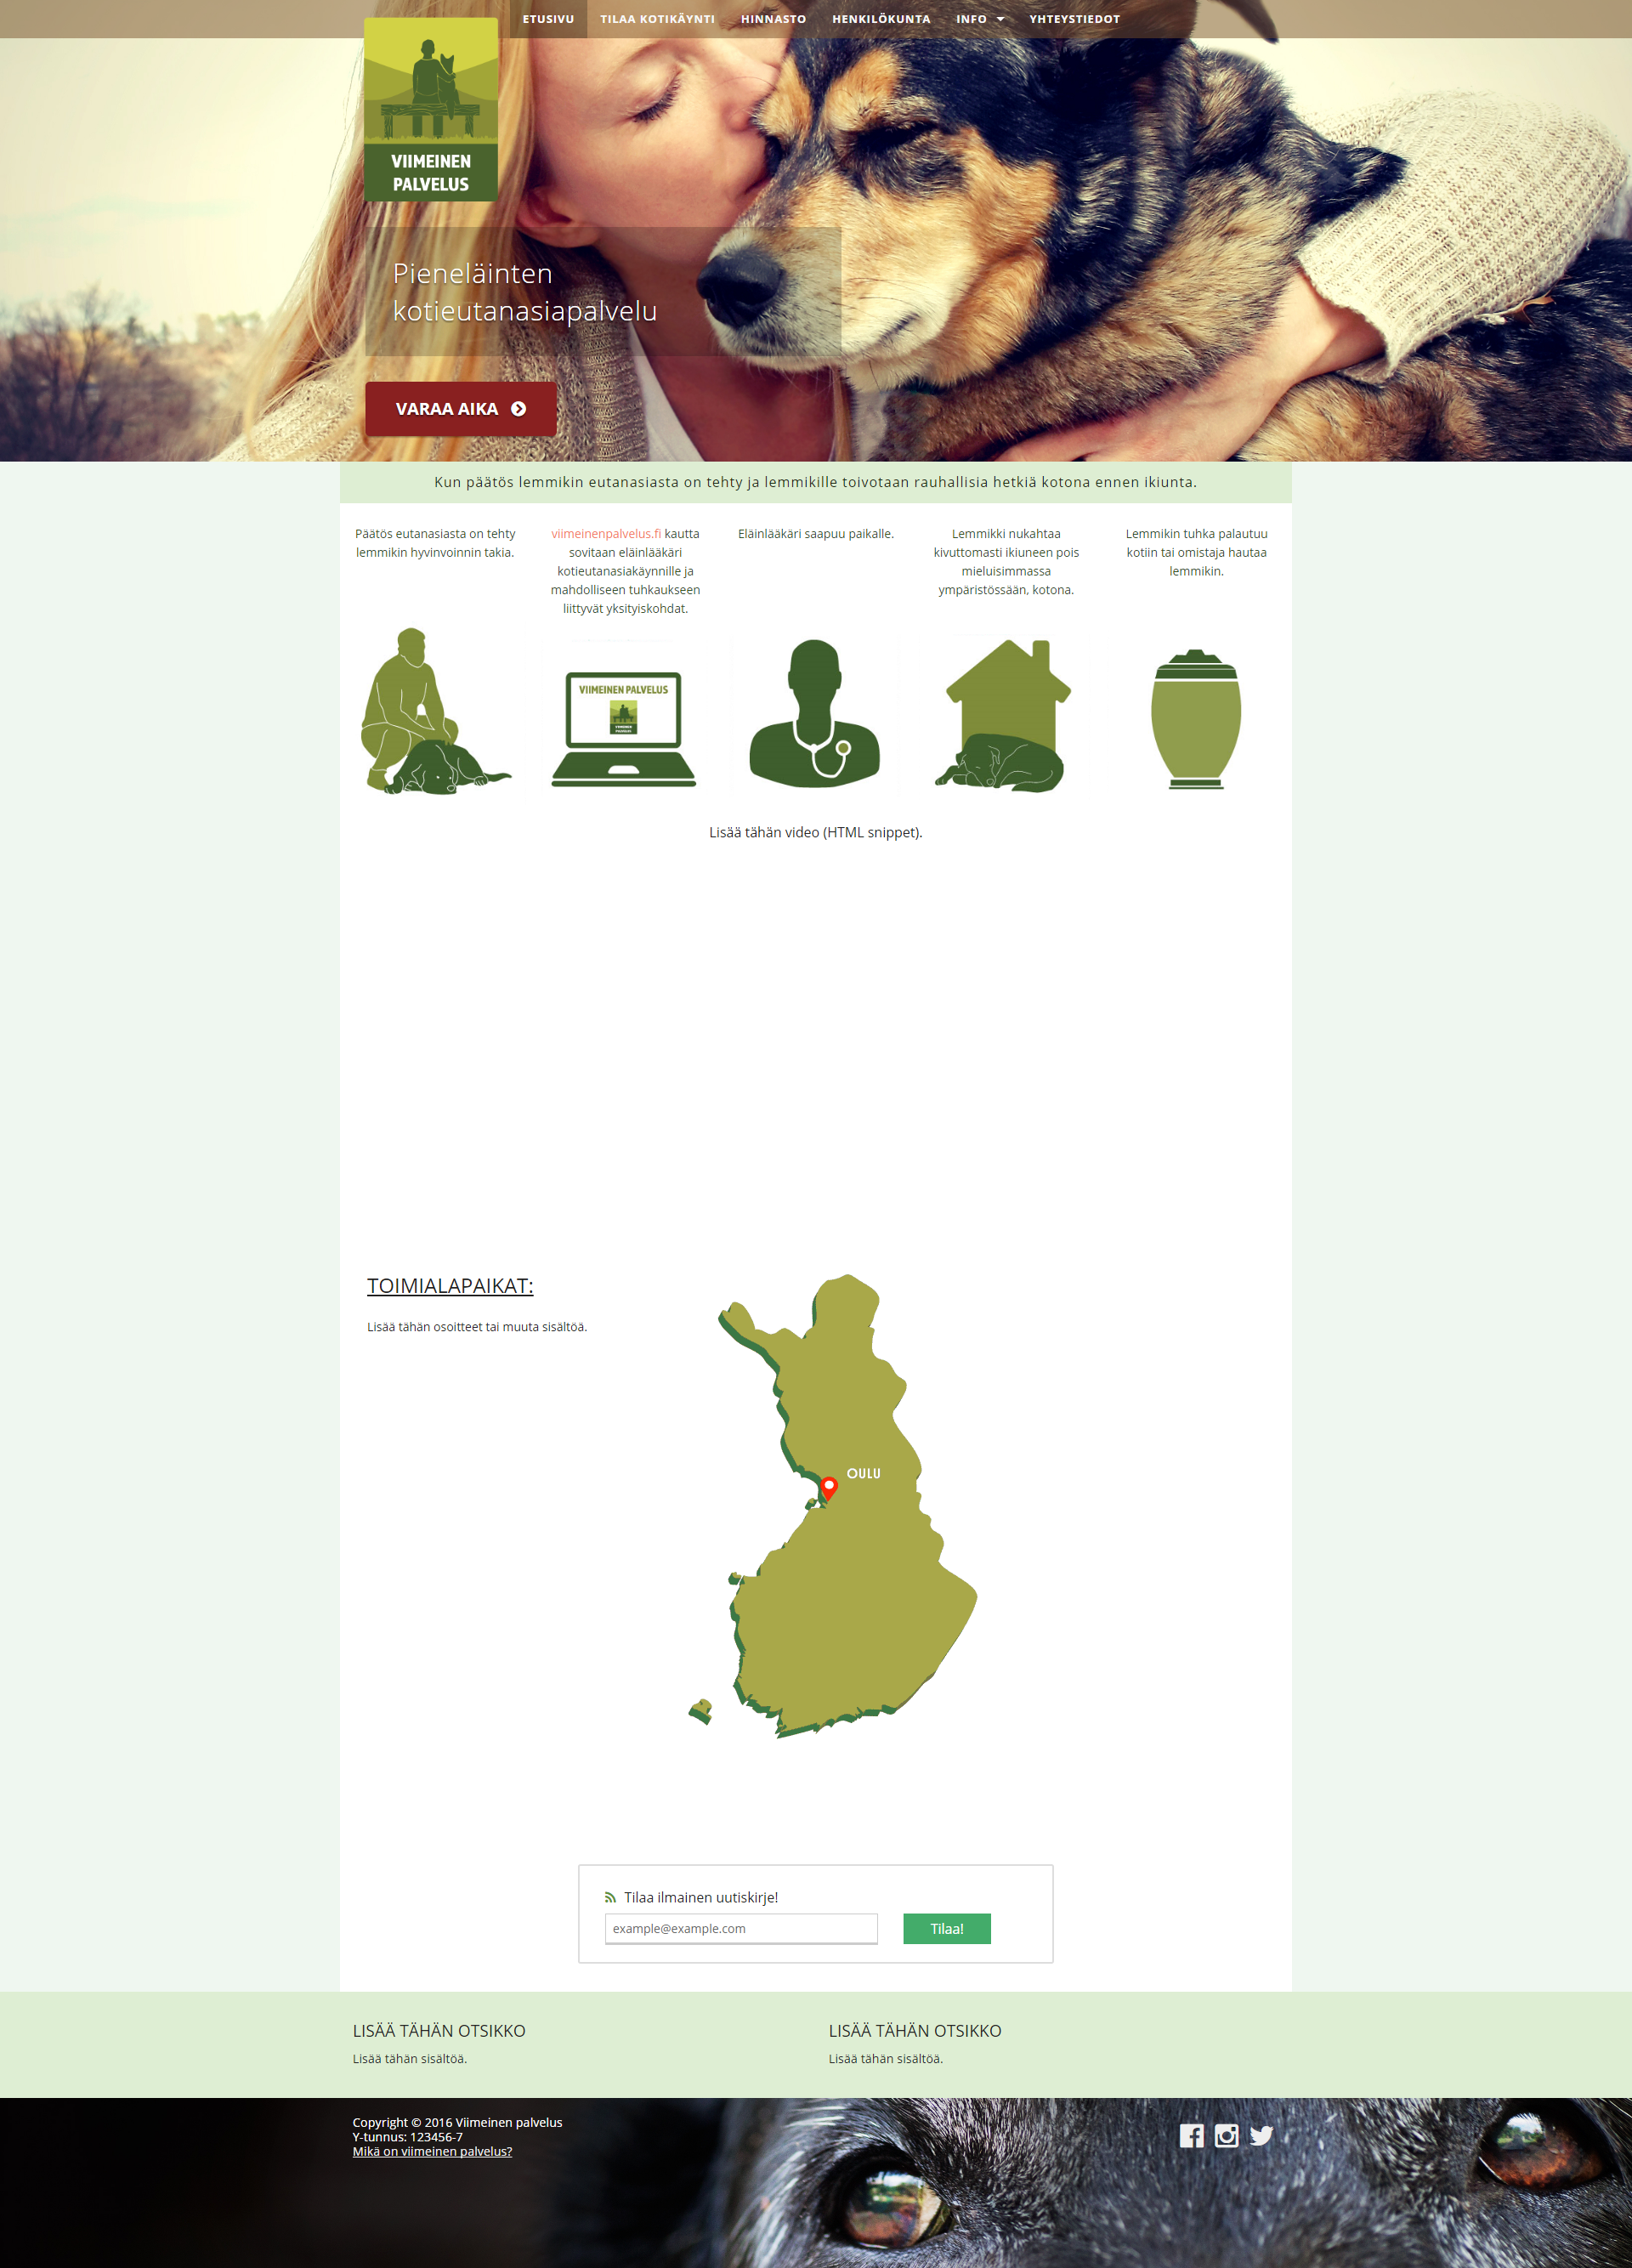 ETUSIVU
TILAA KOTIKÄYNTI
HINNASTO
HENKILÖKUNTA
INFO
YHTEYSTIEDOT
VIIMEINEN
PALVELUS
Pieneläinten
kotieutanasiapalvelu
VARAA AIKA
Kun päätös lemmikin eutanasiasta on tehty ja lemmikille toivotaan rauhallisia hetkiä kotona ennen ikiunta.
Päätös eutanasiasta on tehty
lemmikin hyvinvoinnin takia.
viimeinenpalvelus.fi kautta
sovitaan eläinlääkäri
kotieutanasiakäynnille ja
mahdolliseen tuhkaukseen
liittyvät yksityiskohdat.
Eläinlääkäri saapuu paikalle.
Lemmikki nukahtaa
kivuttomasti ikiuneen pois
mieluisimmassa
ympäristössään, kotona.
Lemmikin tuhka palautuu
kotiin tai omistaja hautaa
lemmikin.
VIIMEINEN PALVELUS
VIIMEINEN
PALVELUS
Lisää tähän video (HTML snippet).
TOIMIALAPAIKAT:
Lisää tähän osoitteet tai muuta sisältöä.
OULU
Tilaa ilmainen uutiskirje!
example@example.com
Tilaa!
LISÄÄ TÄHÄN OTSIKKO
Lisää tähän sisältöä.
LISÄÄ TÄHÄN OTSIKKO
Lisää tähän sisältöä.
Copyright © 2016 Viimeinen palvelus
Y-tunnus: 123456-7
Mikä on viimeinen palvelus?